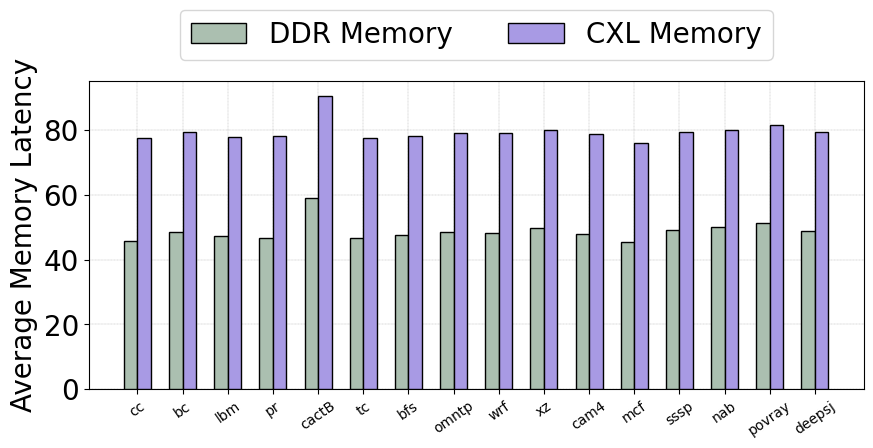 DDR Memory CXL Memory
Average Memory Latency
80
60
40
20
0
cc bc lbm pr cactB tc bfs omntp wrf xz cam4 mcf sssp nab povray deepsj